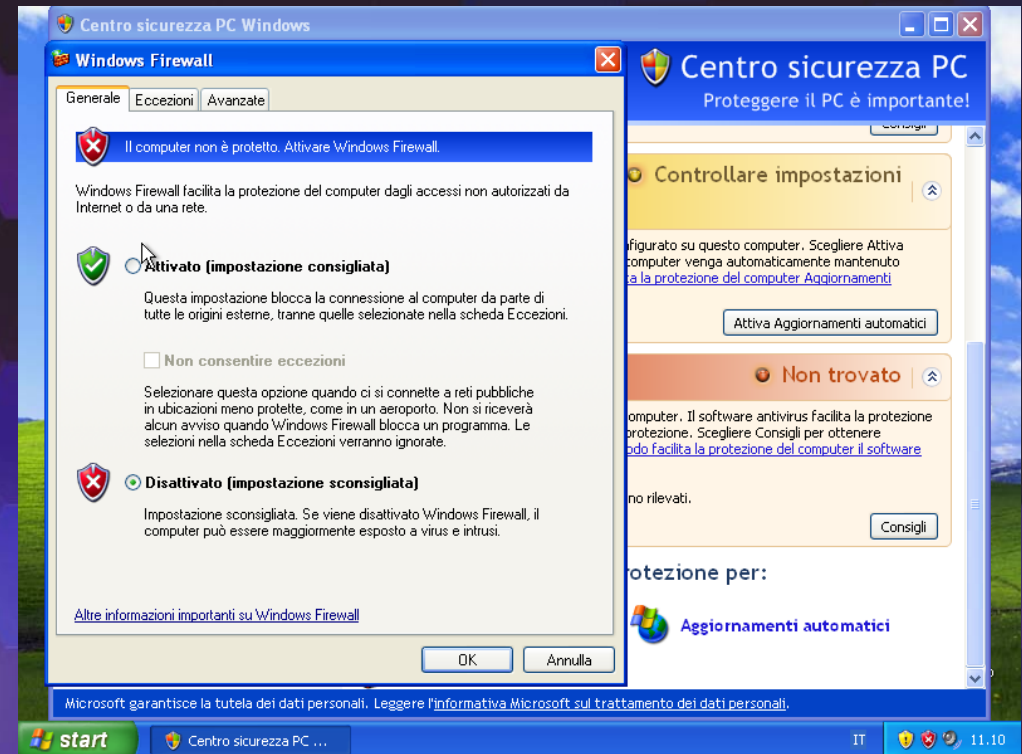 Centro sicurezza PC Windows
Windows Firewall
Generale
Eccezioni
Avanzate
Il computer non è protetto. Attivare Windows Firewall.
Windows Firewall facilita la protezione del computer dagli accessi non autorizzati da
Internet o da una rete.
Attivato (impostazione consigliata)
Questa impostazione blocca la connessione al computer da parte di
tutte le origini esterne, tranne quelle selezionate nella scheda Eccezioni.
Non consentire eccezioni
Selezionare questa opzione quando ci si connette a reti pubbliche
in ubicazioni meno protette, come in un aeroporto. Non si riceverà
alcun avviso quando Windows Firewall blocca un programma. Le
selezioni nella scheda Eccezioni verranno ignorate.
Disattivato (impostazione sconsigliata)
Impostazione sconsigliata. Se viene disattivato Windows Firewall, il
computer può essere maggiormente esposto a virus e intrusi.
Altre informazioni importanti su Windows Firewall
OK
Annulla
Centro sicurezza PC
Proteggere il PC è importante!
Consigli
Controllare impostazioni
figurato su questo computer. Scegliere Attiva
computer venga automaticamente mantenuto
la protezione del computer Aggiornamenti
Attiva Aggiornamenti automatici
Non trovato
omputer. Il software antivirus facilita la protezione
protezione. Scegliere Consigli per ottenere
odo facilita la protezione del computer il software
no rilevati.
Consigli
rotezione per:
Aggiornamenti automatici
Microsoft garantisce la tutela dei dati personali. Leggere l'informativa Microsoft sul trattamento dei dati personali.
start
Centro sicurezza PC ...
IT
11.10